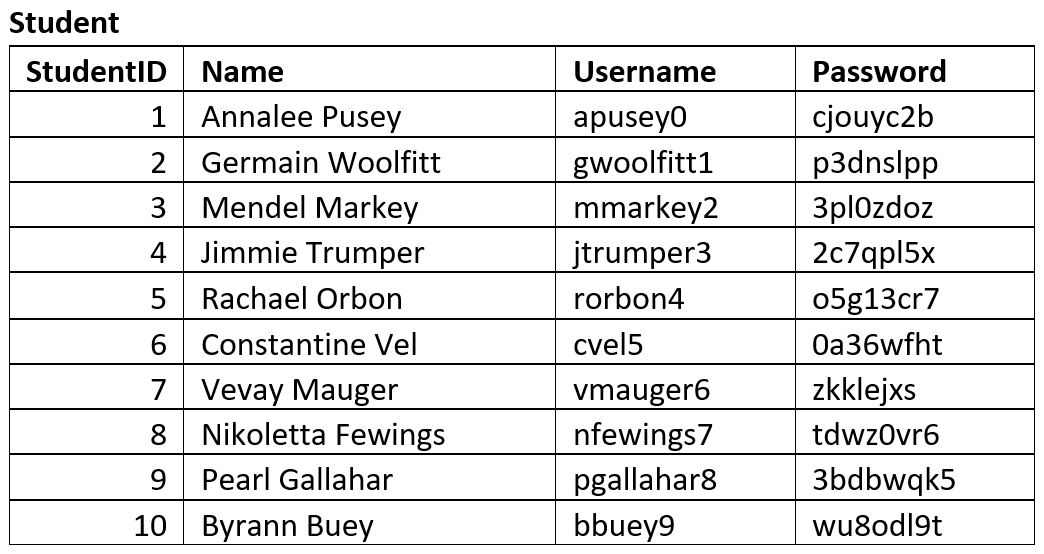 Student
StudentID Name Username Password
1 Annalee Pusey apusey0 cjouyc2b
2 Germain Woolfitt gwoolfitt1 p3dnslpp
3 Mendel Markey mmarkey2 3pl0zdoz
4 Jimmie Trumper jtrumper3 2c7qpl5x
5 Rachael Orbon rorbon4 o5g13cr7
6 Constantine Vel cvel5 0a36wfht
7 Vevay Mauger vmauger6 zkklejxs
8 Nikoletta Fewings nfewings7 tdwz0vr6
9 Pearl Gallahar pgallahar8 3bdbwqk5
10 Byrann Buey bbuey9 wu8odl9t